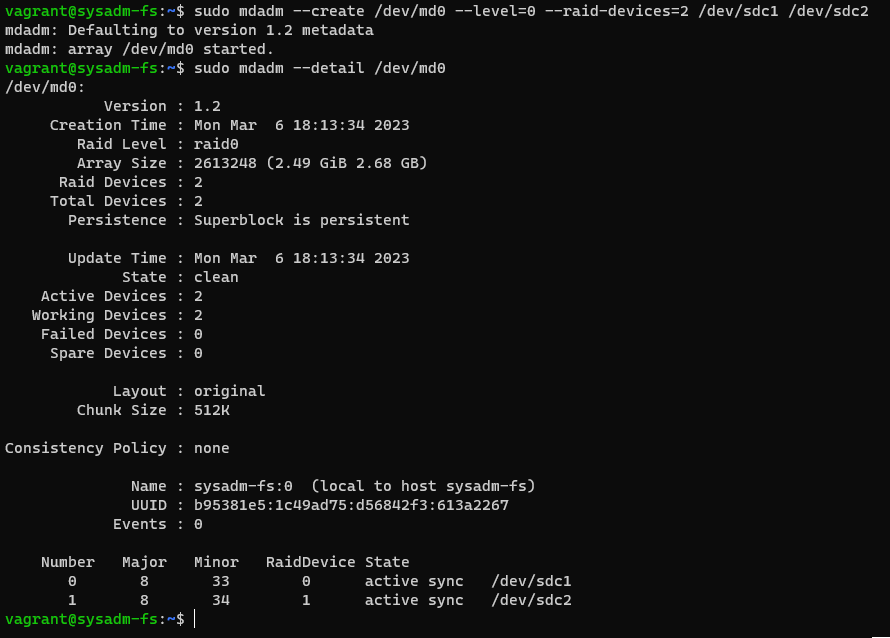 vagrant@sysadm-fs:~$ sudo mdadm --create /dev/md0 --level=0 --raid-devices=2 /dev/sdc1 /dev/sdc2
mdadm: Defaulting to version 1.2 metadata
mdadm: array /dev/md0 started.
vagrant@sysadm-fs:~$ sudo mdadm --detail /dev/md0
/dev/md0:
           Version : 1.2
     Creation Time : Mon Mar  6 18:13:34 2023
        Raid Level : raid0
        Array Size : 2613248 (2.49 GiB 2.68 GB)
      Raid Devices : 2
     Total Devices : 2
       Persistence : Superblock is persistent

       Update Time : Mon Mar  6 18:13:34 2023
             State : clean
    Active Devices : 2
   Working Devices : 2
    Failed Devices : 0
     Spare Devices : 0

            Layout : original
        Chunk Size : 512K

Consistency Policy : none

              Name : sysadm-fs:0  (local to host sysadm-fs)
              UUID : b95381e5:1c49ad75:d56842f3:613a2267
            Events : 0

    Number   Major   Minor   RaidDevice State
       0       8       33        0      active sync   /dev/sdc1
       1       8       34        1      active sync   /dev/sdc2
vagrant@sysadm-fs:~$